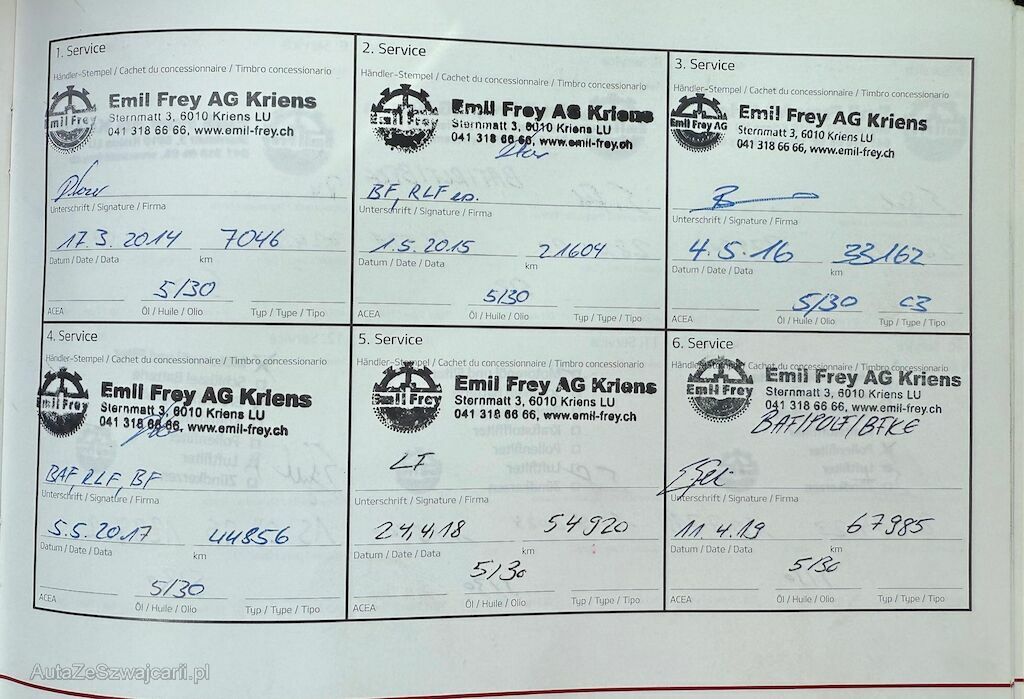 1. Service
Händler-Stempel / Cachet du concessionnaire / Timbro concessionario
mil Frey
Emil Frey AG Kriens
Sternmatt 3, 6010 Kriens LU
041 318 66 66, www.emil-frey.ch
Unterschrift / Signature / Firma
17.3. 2014 7046
Datum / Date / Data km
5/30
ACEA Öl / Huile / Olio Typ / Type / Tipo
2. Service
Händler-Stempel / Cachet du concessionnaire / Timbro concessionario
Emil Frey AG Kriens
Sternmatt 3, 6010 Kriens LU
041 318 66 66, www.emil-frey.ch
BF, RLF
Unterschrift / Signature / Firma
1.5. 2015 21604
Datum / Date / Data km
5/30
ACEA Öl / Huile / Olio Typ / Type / Tipo
3. Service
Händler-Stempel / Cachet du concessionnaire / Timbro concessionario
Emil Frey AG
Emil Frey AG Kriens
Sternmatt 3, 6010 Kriens LU
041 318 66 66, www.emil-frey.ch
Unterschrift / Signature / Firma
4.5.16 33162
Datum / Date / Data km
5/30 C3
ACEA Öl / Huile / Olio Typ / Type / Tipo
4. Service
Händler-Stempel / Cachet du concessionnaire / Timbro concessionario
mil Frey
Emil Frey AG Kriens
Sternmatt 3, 6010 Kriens LU
041 318 66 66, www.emil-frey.ch
BAF, RLF, BF
Unterschrift / Signature / Firma
5.5.2017 44856
Datum / Date / Data km
5/30
ACEA Öl / Huile / Olio Typ / Type / Tipo
5. Service
Händler-Stempel / Cachet du concessionnaire / Timbro concessionario
Emil Frey
Emil Frey AG Kriens
Sternmatt 3, 6010 Kriens LU
041 318 66 66, www.emil-frey.ch
Unterschrift / Signature / Firma
24,4,18 54920
Datum / Date / Data km
5/30
ACEA Öl / Huile / Olio Typ / Type / Tipo
6. Service
Händler-Stempel / Cachet du concessionnaire / Timbro concessionario
Emil Frey
Emil Frey AG Kriens
Sternmatt 3, 6010 Kriens LU
041 318 66 66, www.emil-frey.ch
Unterschrift / Signature / Firma
11.4.19 67985
Datum / Date / Data km
5/30
ACEA Öl / Huile / Olio Typ / Type / Tipo
AutaZeSzwajcarii.pl